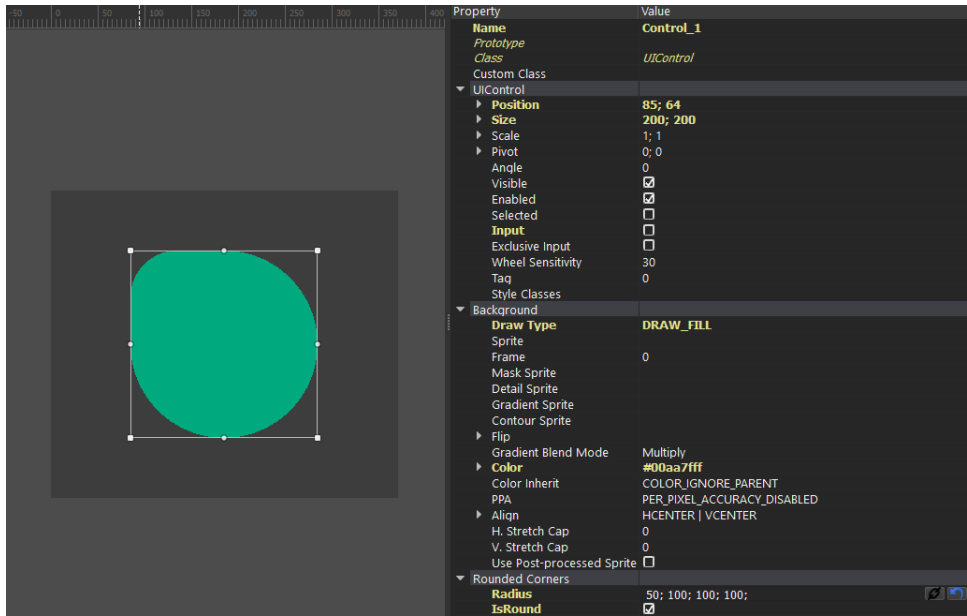 -50 0 50 100 150 200 250 300 350 400
Property Value
Name Control_1
Prototype
Class UIControl
Custom Class
UIControl
Position 85; 64
Size 200; 200
Scale 1; 1
Pivot 0; 0
Angle 0
Visible
Enabled
Selected
Input
Exclusive Input
Wheel Sensitivity 30
Tag 0
Style Classes
Background
Draw Type DRAW_FILL
Sprite
Frame 0
Mask Sprite
Detail Sprite
Gradient Sprite
Contour Sprite
Flip
Gradient Blend Mode Multiply
Color #00aa7fff
Color Inherit COLOR_IGNORE_PARENT
PPA PER_PIXEL_ACCURACY_DISABLED
Align HCENTER | VCENTER
H. Stretch Cap 0
V. Stretch Cap 0
Use Post-processed Sprite
Rounded Corners
Radius 50; 100; 100; 100;
IsRound